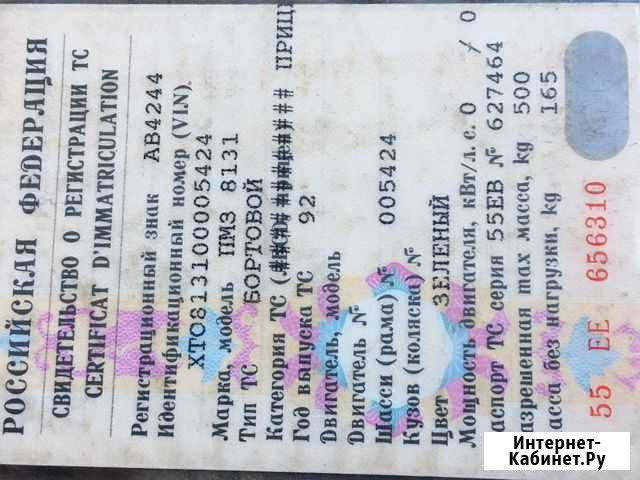 РОССИЙСКАЯ ФЕДЕРАЦИЯ
СВИДЕТЕЛЬСТВО О РЕГИСТРАЦИИ ТС
CERTIFICAT D'IMMATRICULATION
Регистрационный знак АВ4244
Идентификационный номер (VIN)
XTO813100005424
Марка, модель ПМЗ 8131
Тип ТС БОРТОВОЙ
Категория ТС ( ПРИЦ
Год выпуска ТС 92
Двигатель, модель
Двигатель №
Шасси (рама) № 005424
Кузов (коляска) №
Цвет ЗЕЛЕНЫЙ
Мощность двигателя, кВт/л. с. 0 / 0
аспорт ТС серия 55ЕВ № 627464
азрешенная max масса, kg 500
асса без нагрузки, kg 165
55 ЕЕ 656310
Интернет-
Кабинет.Ру